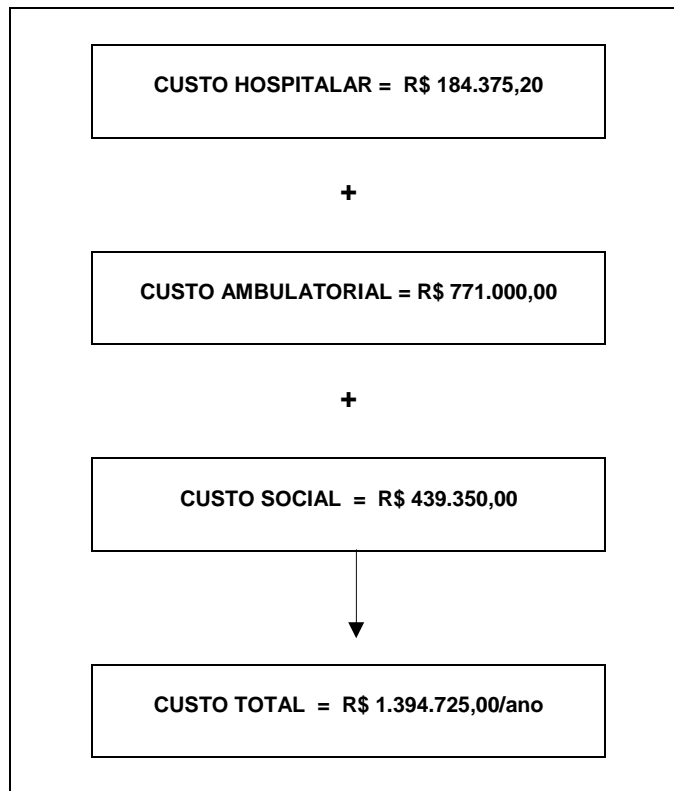 CUSTO HOSPITALAR = R$ 184.375,20
+
CUSTO AMBULATORIAL = R$ 771.000,00
+
CUSTO SOCIAL = R$ 439.350,00
CUSTO TOTAL = R$ 1.394.725,00/ano